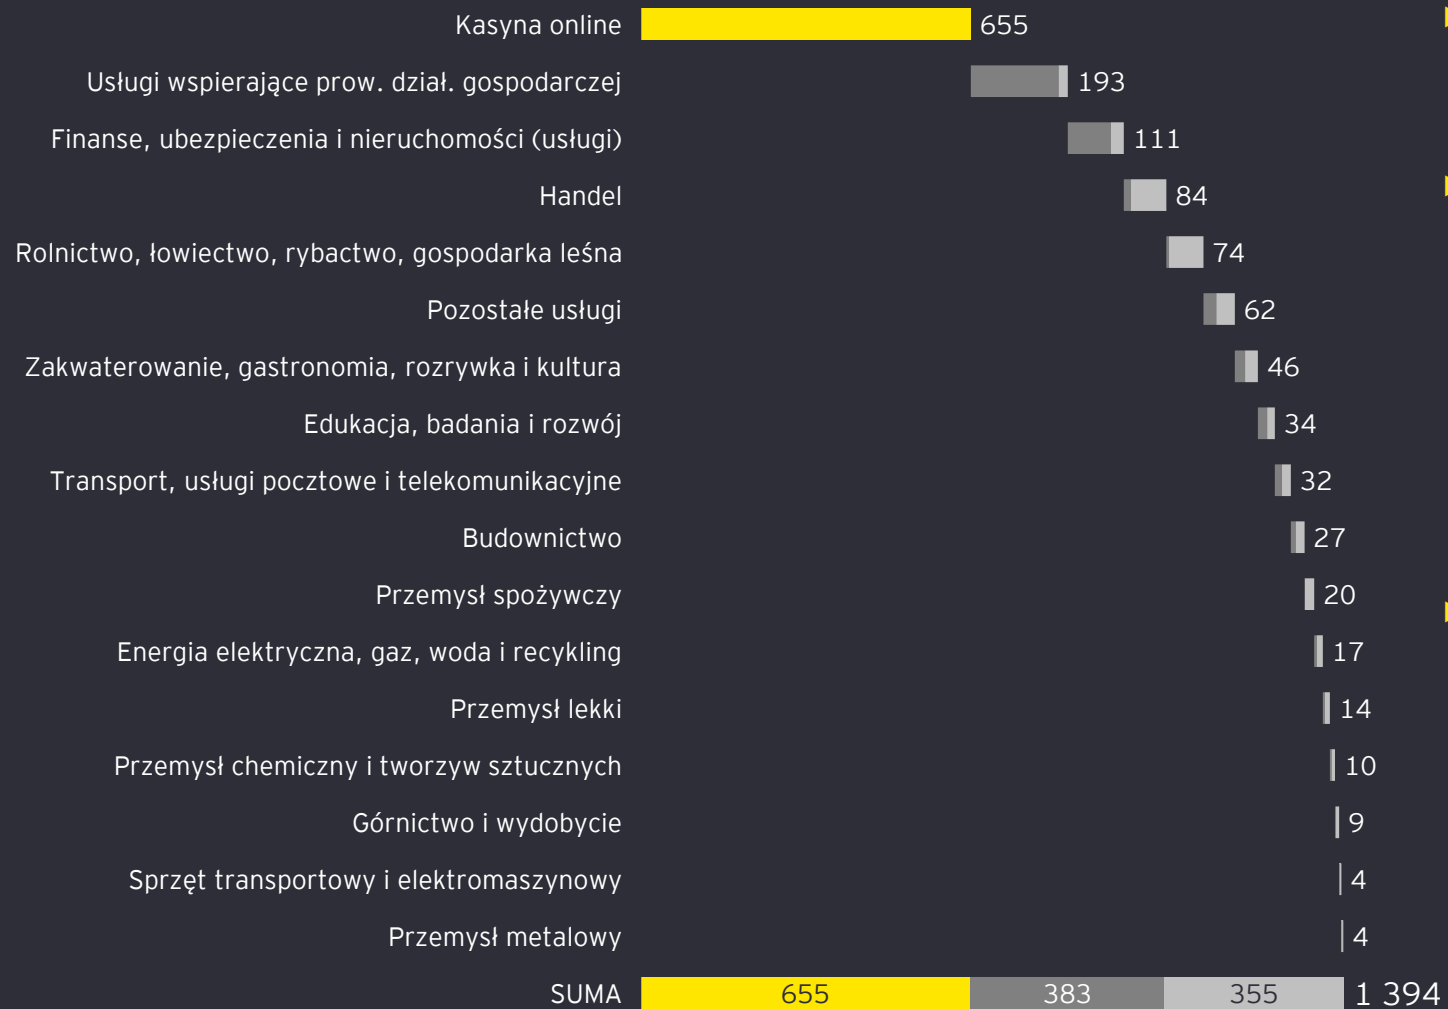 Kasyna online 655
Usługi wspierające prow. dział. gospodarczej 193
Finanse, ubezpieczenia i nieruchomości (usługi) 111
Handel 84
Rolnictwo, łowiectwo, rybactwo, gospodarka leśna 74
Pozostałe usługi 62
Zakwaterowanie, gastronomia, rozrywka i kultura 46
Edukacja, badania i rozwój 34
Transport, usługi pocztowe i telekomunikacyjne 32
Budownictwo 27
Przemysł spożywczy 20
Energia elektryczna, gaz, woda i recykling 17
Przemysł lekki 14
Przemysł chemiczny i tworzyw sztucznych 10
Górnictwo i wydobycie 9
Sprzęt transportowy i elektromaszynowy 4
Przemysł metalowy 4
SUMA 655 383 355 1 394